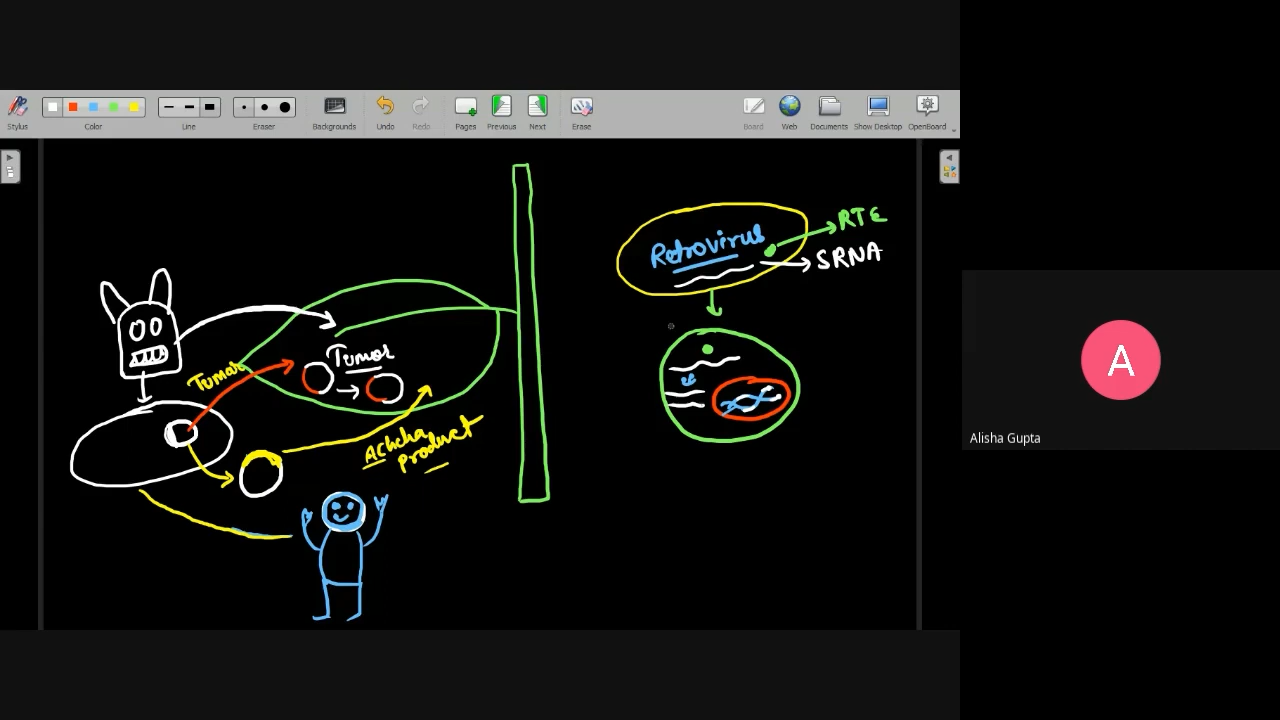 Stylus
Color
Line
Eraser
Backgrounds
Undo
Redo
Pages
Previous
Next
Erase
Board
Web
Documents
Show Desktop
OpenBoard
Retrovirus
RTE
SRNA
Tumor
Tumor
Achcha
product
A
Alisha Gupta